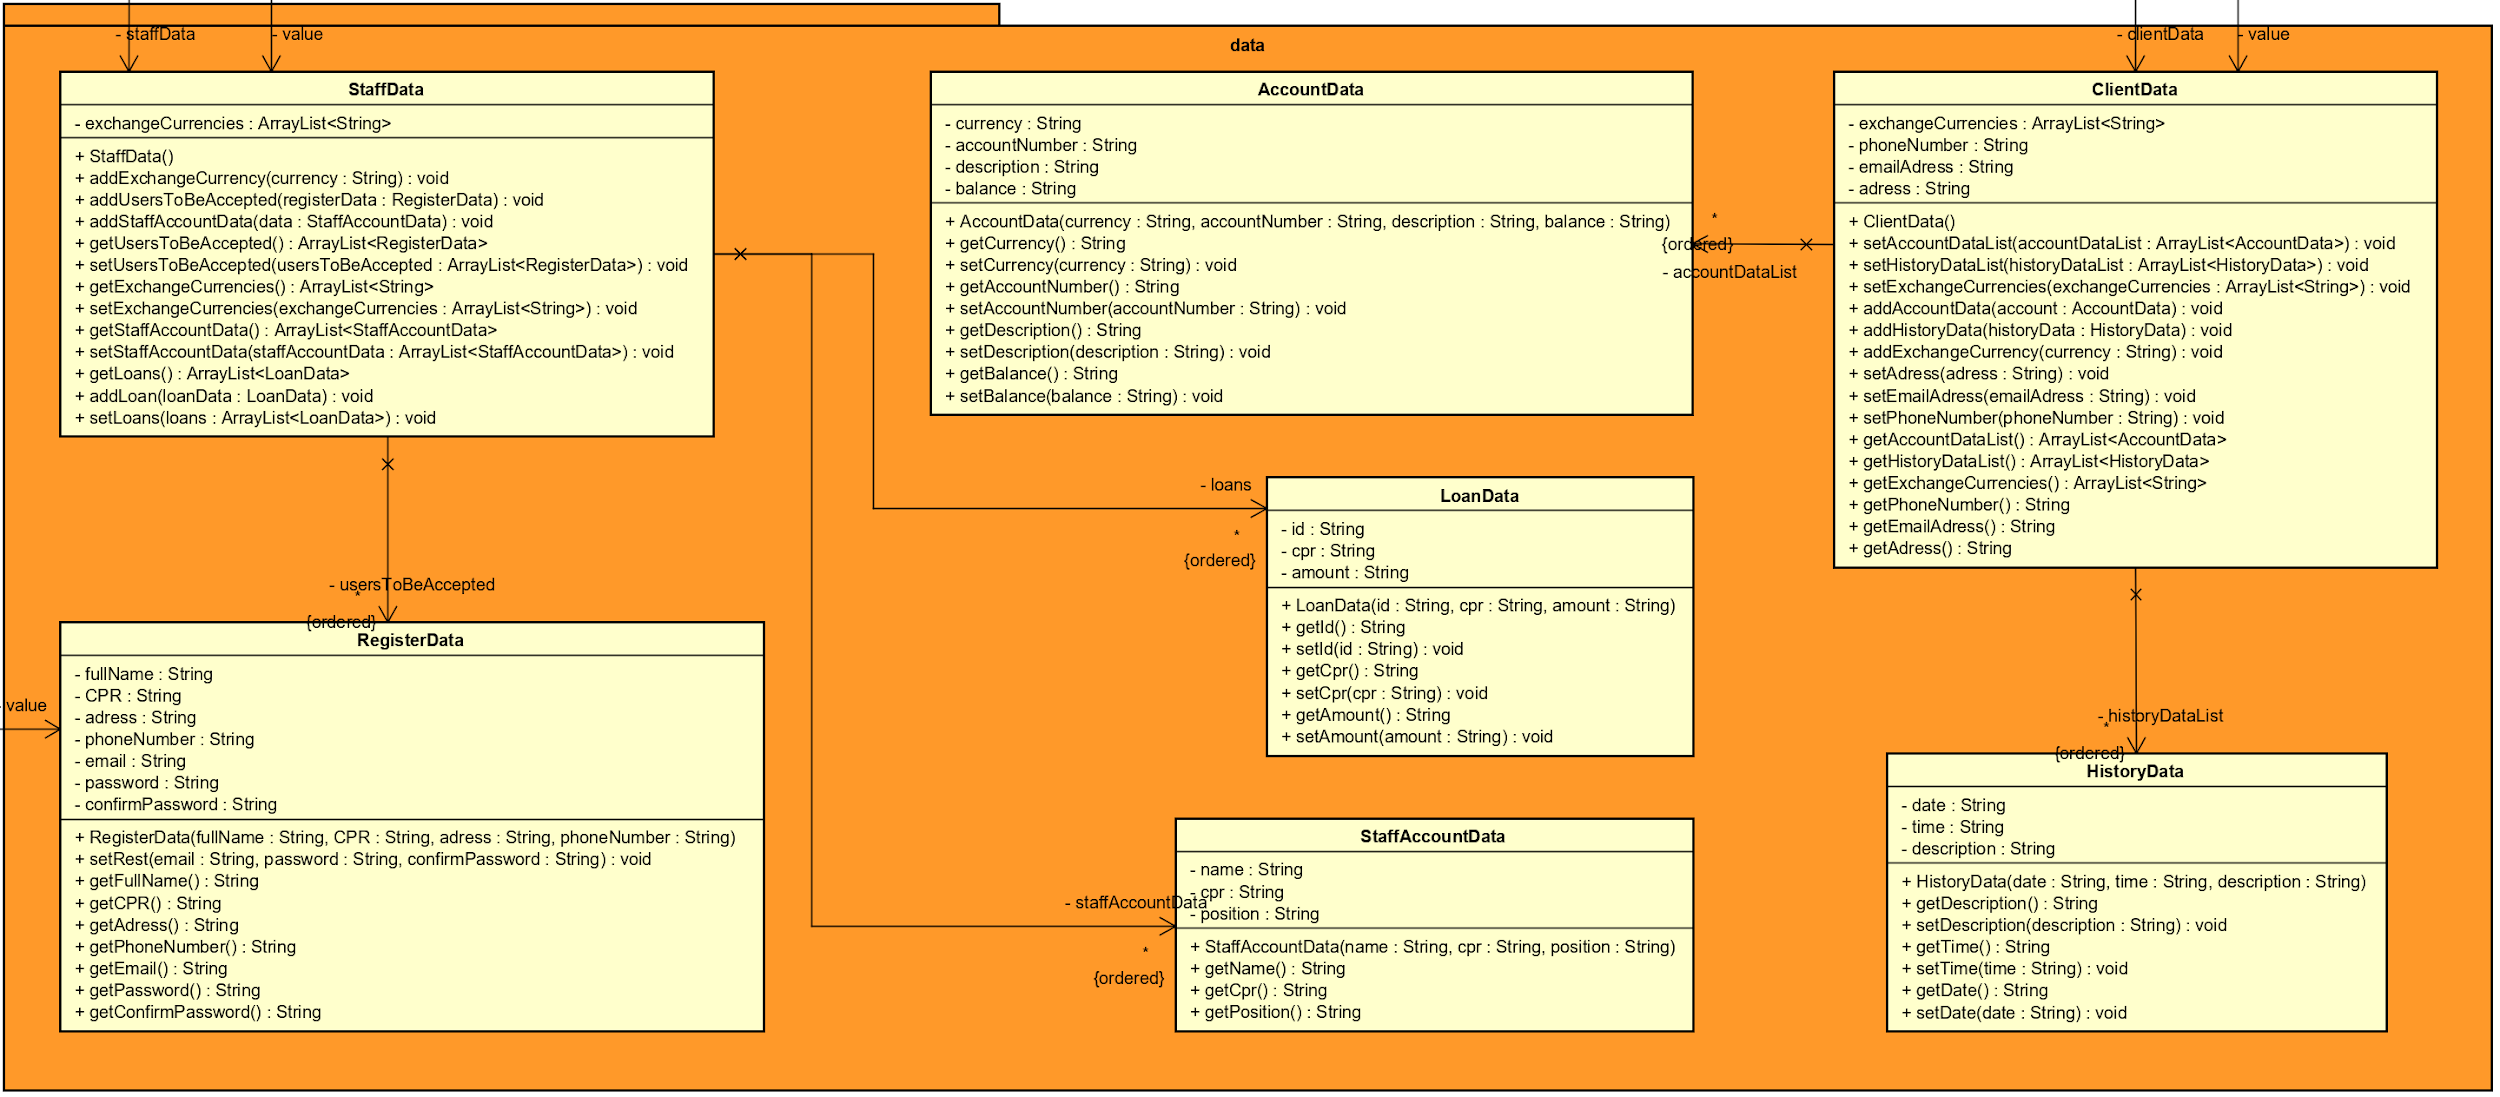 - staffData
- value
data
- clientData
- value
StaffData
- exchangeCurrencies : ArrayList<String>
+ StaffData()
+ addExchangeCurrency(currency : String) : void
+ addUsersToBeAccepted(registerData : RegisterData) : void
+ addStaffAccountData(data : StaffAccountData) : void
+ getUsersToBeAccepted() : ArrayList<RegisterData>
+ setUsersToBeAccepted(usersToBeAccepted : ArrayList<RegisterData>) : void
+ getExchangeCurrencies() : ArrayList<String>
+ setExchangeCurrencies(exchangeCurrencies : ArrayList<String>) : void
+ getStaffAccountData() : ArrayList<StaffAccountData>
+ setStaffAccountData(staffAccountData : ArrayList<StaffAccountData>) : void
+ getLoans() : ArrayList<LoanData>
+ addLoan(loanData : LoanData) : void
+ setLoans(loans : ArrayList<LoanData>) : void
AccountData
- currency : String
- accountNumber : String
- description : String
- balance : String
+ AccountData(currency : String, accountNumber : String, description : String, balance : String)
+ getCurrency() : String
+ setCurrency(currency : String) : void
+ getAccountNumber() : String
+ setAccountNumber(accountNumber : String) : void
+ getDescription() : String
+ setDescription(description : String) : void
+ getBalance() : String
+ setBalance(balance : String) : void
*
{ordered}
- accountDataList
ClientData
- exchangeCurrencies : ArrayList<String>
- phoneNumber : String
- emailAdress : String
- adress : String
+ ClientData()
+ setAccountDataList(accountDataList : ArrayList<AccountData>) : void
+ setHistoryDataList(historyDataList : ArrayList<HistoryData>) : void
+ setExchangeCurrencies(exchangeCurrencies : ArrayList<String>) : void
+ addAccountData(account : AccountData) : void
+ addHistoryData(historyData : HistoryData) : void
+ addExchangeCurrency(currency : String) : void
+ setAdress(adress : String) : void
+ setEmailAdress(emailAdress : String) : void
+ setPhoneNumber(phoneNumber : String) : void
+ getAccountDataList() : ArrayList<AccountData>
+ getHistoryDataList() : ArrayList<HistoryData>
+ getExchangeCurrencies() : ArrayList<String>
+ getPhoneNumber() : String
+ getEmailAdress() : String
+ getAdress() : String
- loans
*
{ordered}
LoanData
- id : String
- cpr : String
- amount : String
+ LoanData(id : String, cpr : String, amount : String)
+ getId() : String
+ setId(id : String) : void
+ getCpr() : String
+ setCpr(cpr : String) : void
+ getAmount() : String
+ setAmount(amount : String) : void
- usersToBeAccepted
*
{ordered}
- value
RegisterData
- fullName : String
- CPR : String
- adress : String
- phoneNumber : String
- email : String
- password : String
- confirmPassword : String
+ RegisterData(fullName : String, CPR : String, adress : String, phoneNumber : String)
+ setRest(email : String, password : String, confirmPassword : String) : void
+ getFullName() : String
+ getCPR() : String
+ getAdress() : String
+ getPhoneNumber() : String
+ getEmail() : String
+ getPassword() : String
+ getConfirmPassword() : String
- staffAccountData
*
{ordered}
StaffAccountData
- name : String
- cpr : String
- position : String
+ StaffAccountData(name : String, cpr : String, position : String)
+ getName() : String
+ getCpr() : String
+ getPosition() : String
- historyDataList
*
{ordered}
HistoryData
- date : String
- time : String
- description : String
+ HistoryData(date : String, time : String, description : String)
+ getDescription() : String
+ setDescription(description : String) : void
+ getTime() : String
+ setTime(time : String) : void
+ getDate() : String
+ setDate(date : String) : void